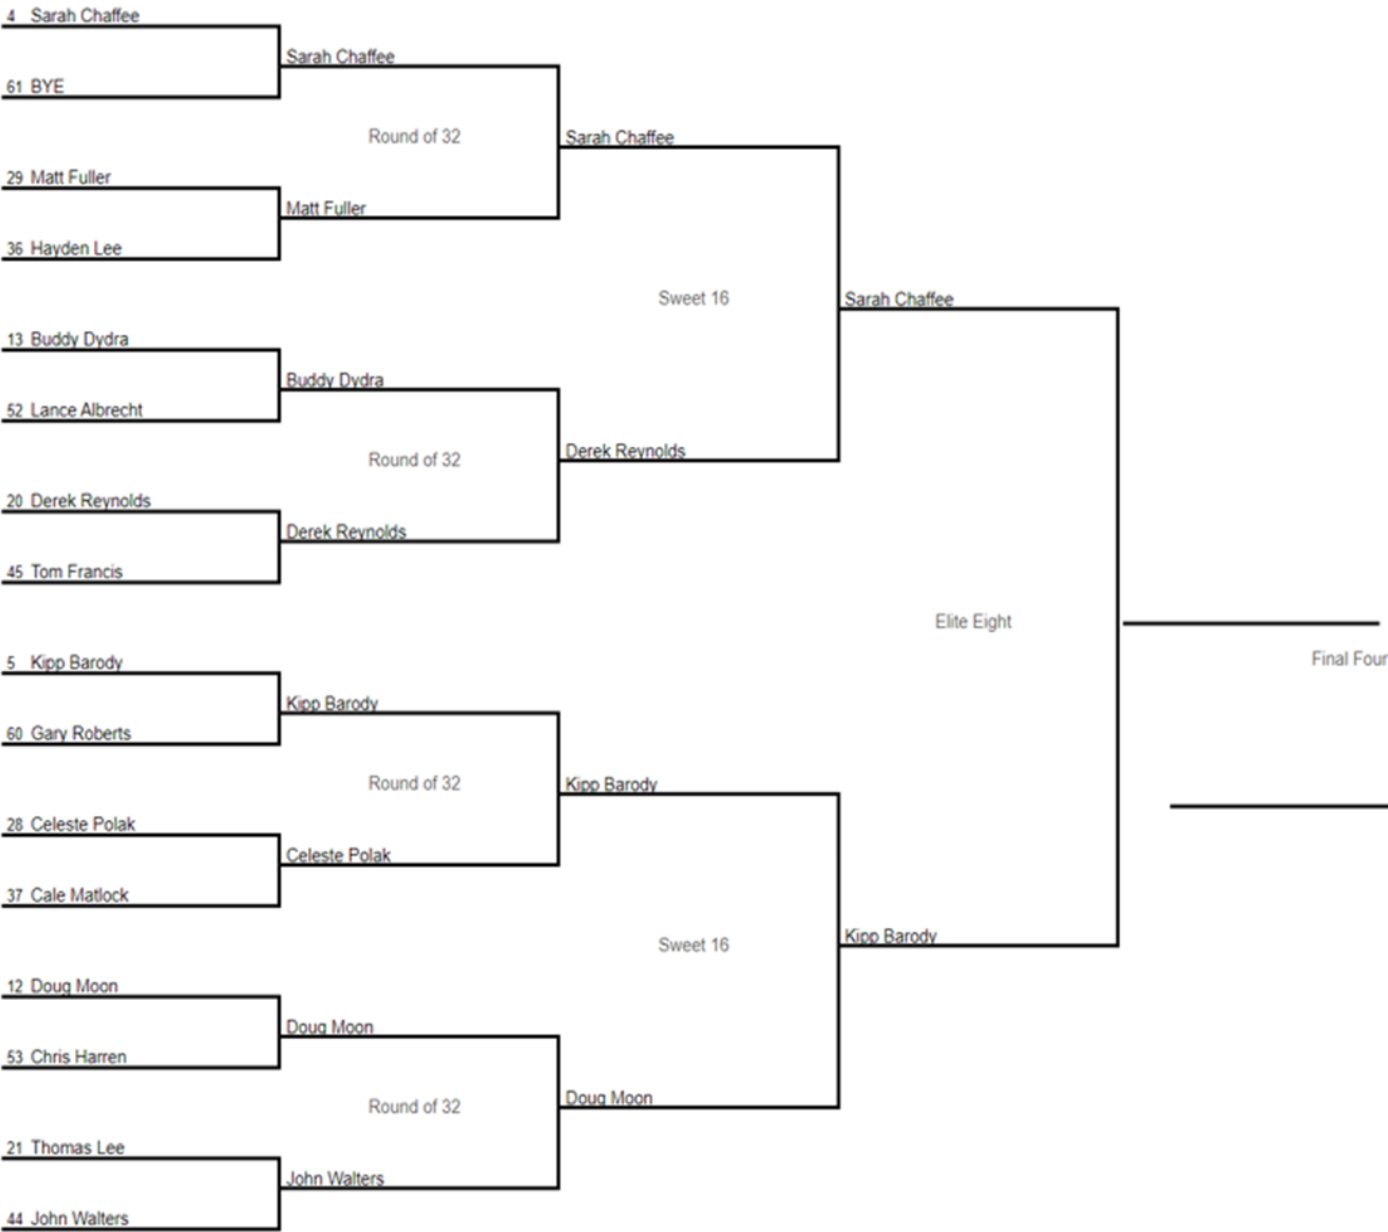 4 Sarah Chaffee
Sarah Chaffee
61 BYE
Round of 32
Sarah Chaffee
29 Matt Fuller
Matt Fuller
36 Hayden Lee
Sweet 16
Sarah Chaffee
13 Buddy Dydra
Buddy Dydra
52 Lance Albrecht
Round of 32
Derek Reynolds
20 Derek Reynolds
Derek Reynolds
45 Tom Francis
Elite Eight
Final Four
5 Kipp Barody
Kipp Barody
60 Gary Roberts
Round of 32
Kipp Barody
28 Celeste Polak
Celeste Polak
37 Cale Matlock
Sweet 16
Kipp Barody
12 Doug Moon
Doug Moon
53 Chris Harren
Round of 32
Doug Moon
21 Thomas Lee
John Walters
44 John Walters